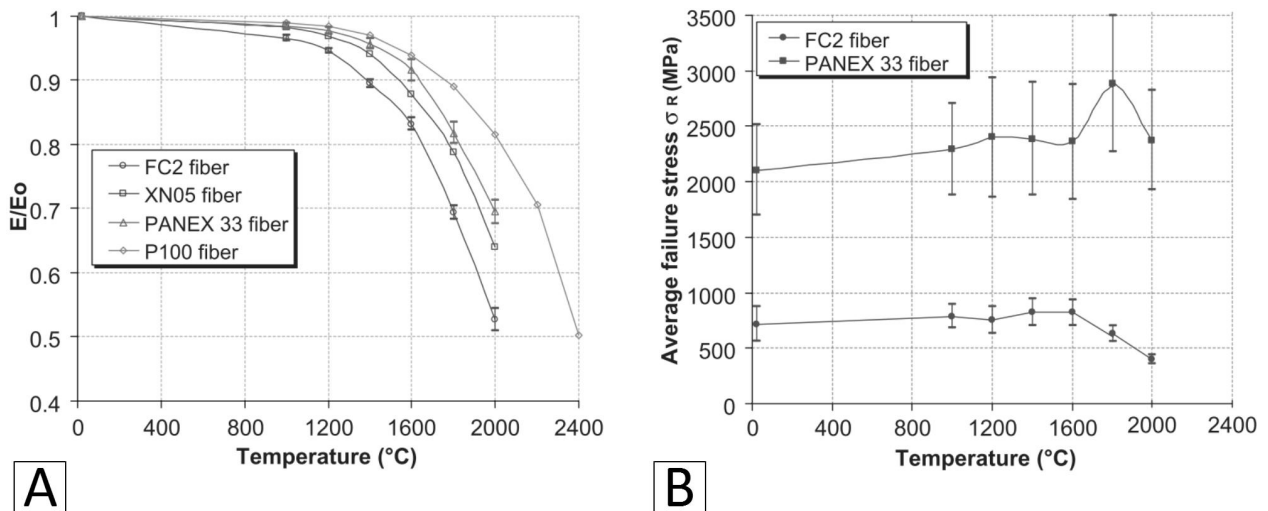 1
0.9
0.8
0.7
0.6
0.5
0.4
E/Eo
FC2 fiber
XN05 fiber
PANEX 33 fiber
P100 fiber
0 400 800 1200 1600 2000 2400
Temperature (°C)
A
3500
3000
2500
2000
1500
1000
500
0
Average failure stress σ R (MPa)
FC2 fiber
PANEX 33 fiber
0 400 800 1200 1600 2000 2400
Temperature (°C)
B